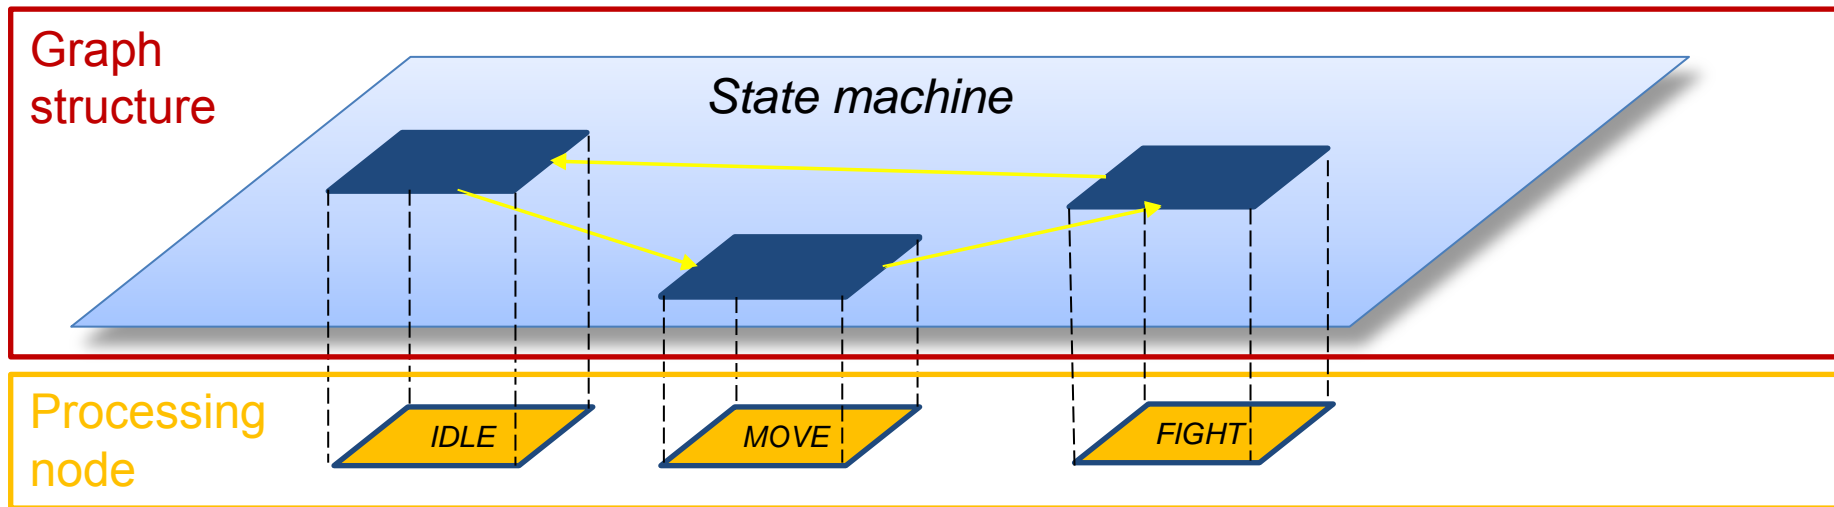 Graph
structure
State machine
Processing
node
IDLE
MOVE
FIGHT